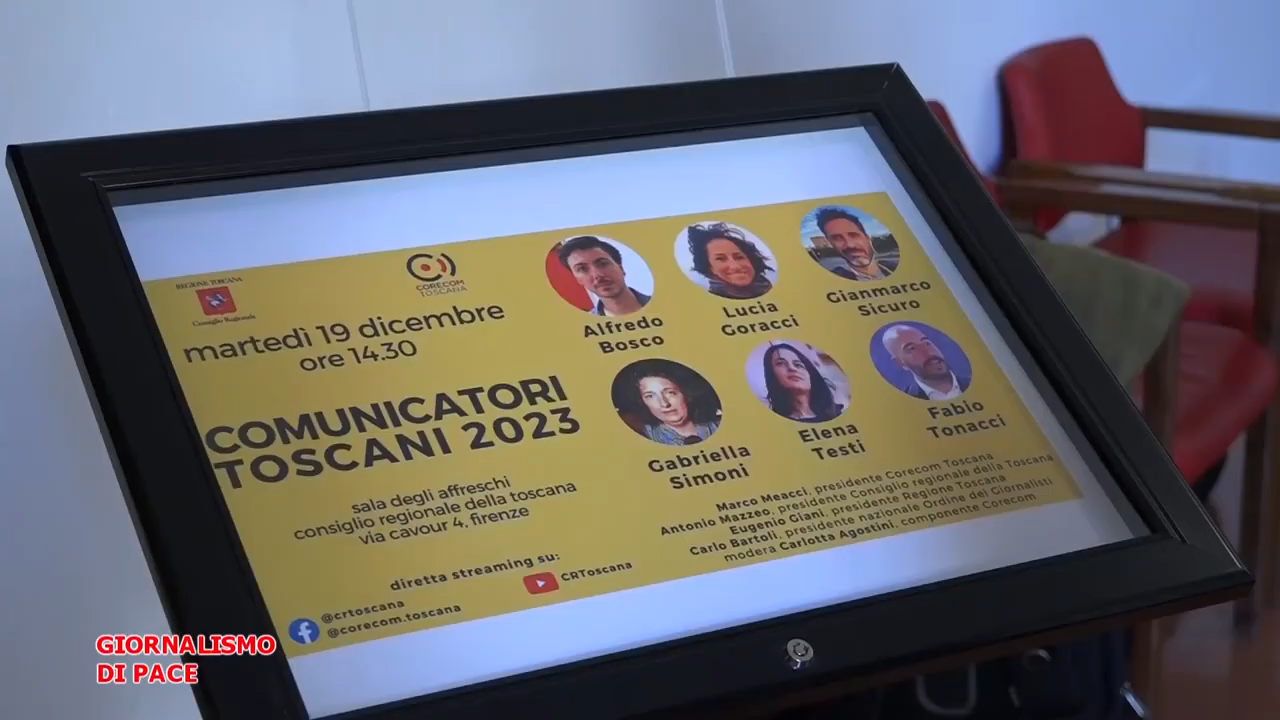 REGIONE TOSCANA
Consiglio Regionale
CORECOM
TOSCANA
martedì 19 dicembre
ore 14.30
COMUNICATORI
TOSCANI 2023
sala degli affreschi
consiglio regionale della toscana
via cavour 4, firenze
diretta streaming su:
CRToscana
@crtoscana
@corecom.toscana
Alfredo
Bosco
Lucia
Goracci
Gianmarco
Sicuro
Gabriella
Simoni
Elena
Testi
Fabio
Tonacci
Marco Meacci, presidente Corecom Toscana
Antonio Mazzeo, presidente Consiglio regionale della Toscana
Eugenio Giani, presidente Regione Toscana
Carlo Bartoli, presidente nazionale Ordine dei Giornalisti
modera Carlotta Agostini, componente Corecom
GIORNALISMO
DI PACE